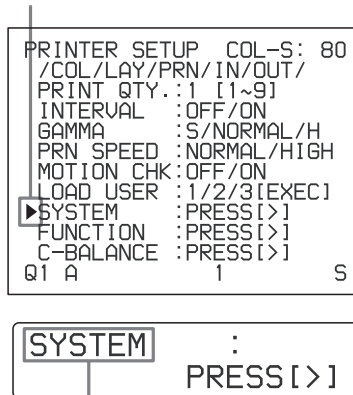 PRINTER SETUP COL-S: 80
/COL/LAY/PRN/IN/OUT/
PRINT QTY.:1 [1~9]
INTERVAL :OFF/ON
GAMMA :S/NORMAL/H
PRN SPEED :NORMAL/HIGH
MOTION CHK:OFF/ON
LOAD USER :1/2/3[EXEC]
▶SYSTEM :PRESS[>]
FUNCTION :PRESS[>]
C-BALANCE :PRESS[>]
Q1 A 1 S
SYSTEM :
PRESS[>]